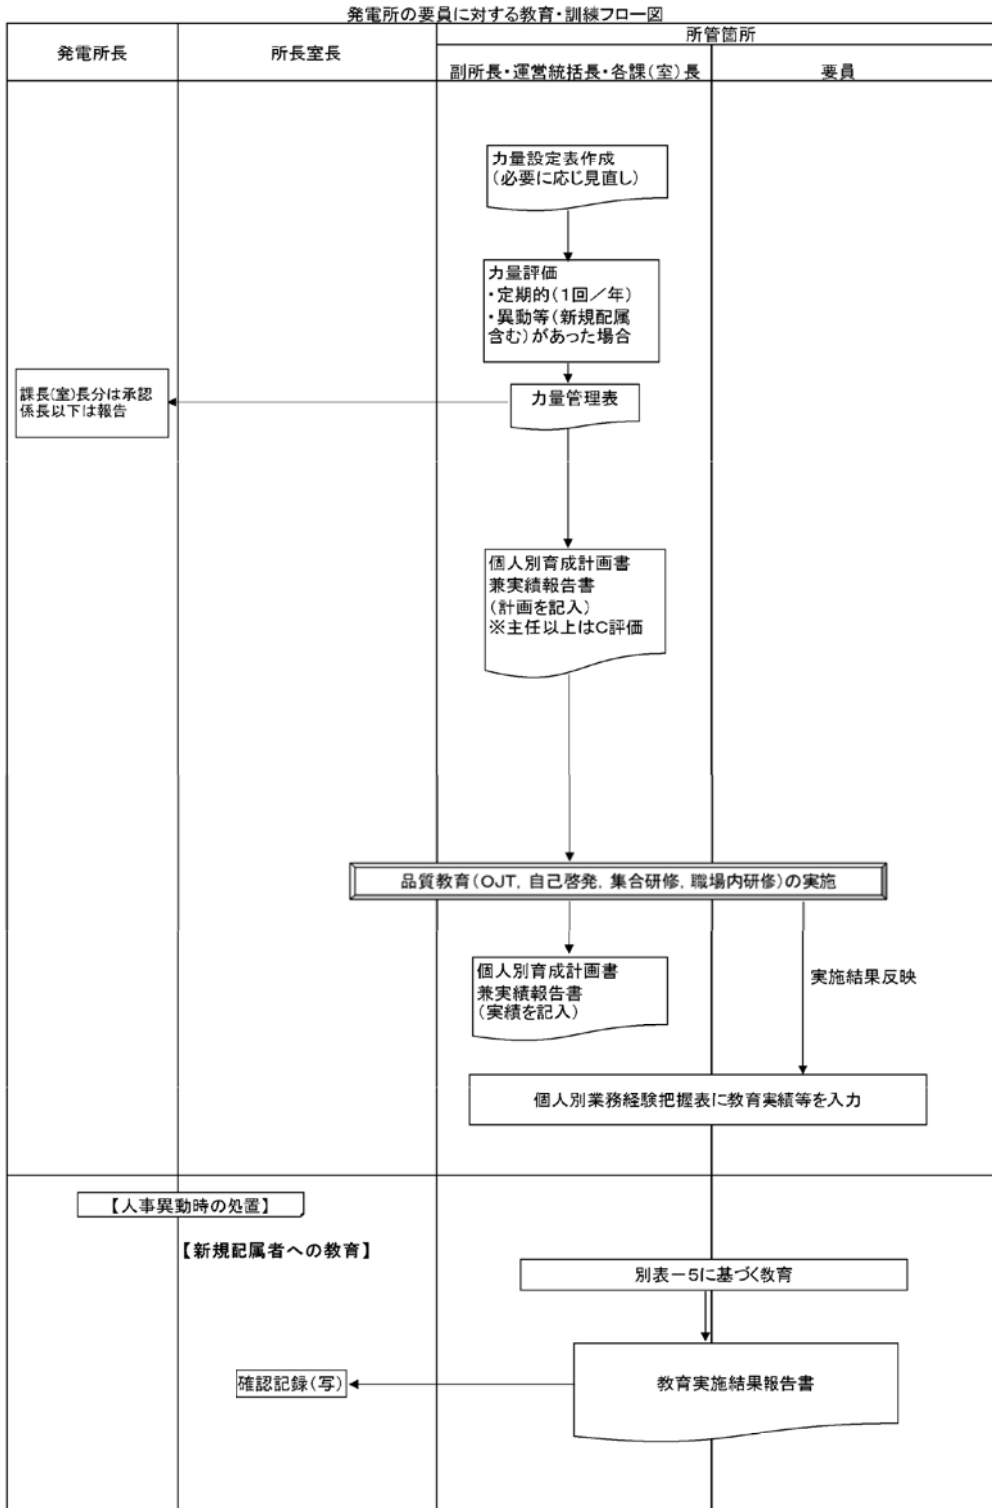 発電所の要員に対する教育・訓練フロー図
発電所長
所長室長
所管箇所
副所長・運営統括長・各課(室)長
要員
力量設定表作成
(必要に応じ見直し)
力量評価
・定期的(1回／年)
・異動等(新規配属
含む)があった場合
課長(室)長分は承認
係長以下は報告
力量管理表
個人別育成計画書
兼実績報告書
(計画を記入)
※主任以上はC評価
品質教育(OJT, 自己啓発, 集合研修, 職場内研修)の実施
個人別育成計画書
兼実績報告書
(実績を記入)
実施結果反映
個人別業務経験把握表に教育実績等を入力
【人事異動時の処置】
【新規配属者への教育】
別表－5に基づく教育
確認記録(写)
教育実施結果報告書